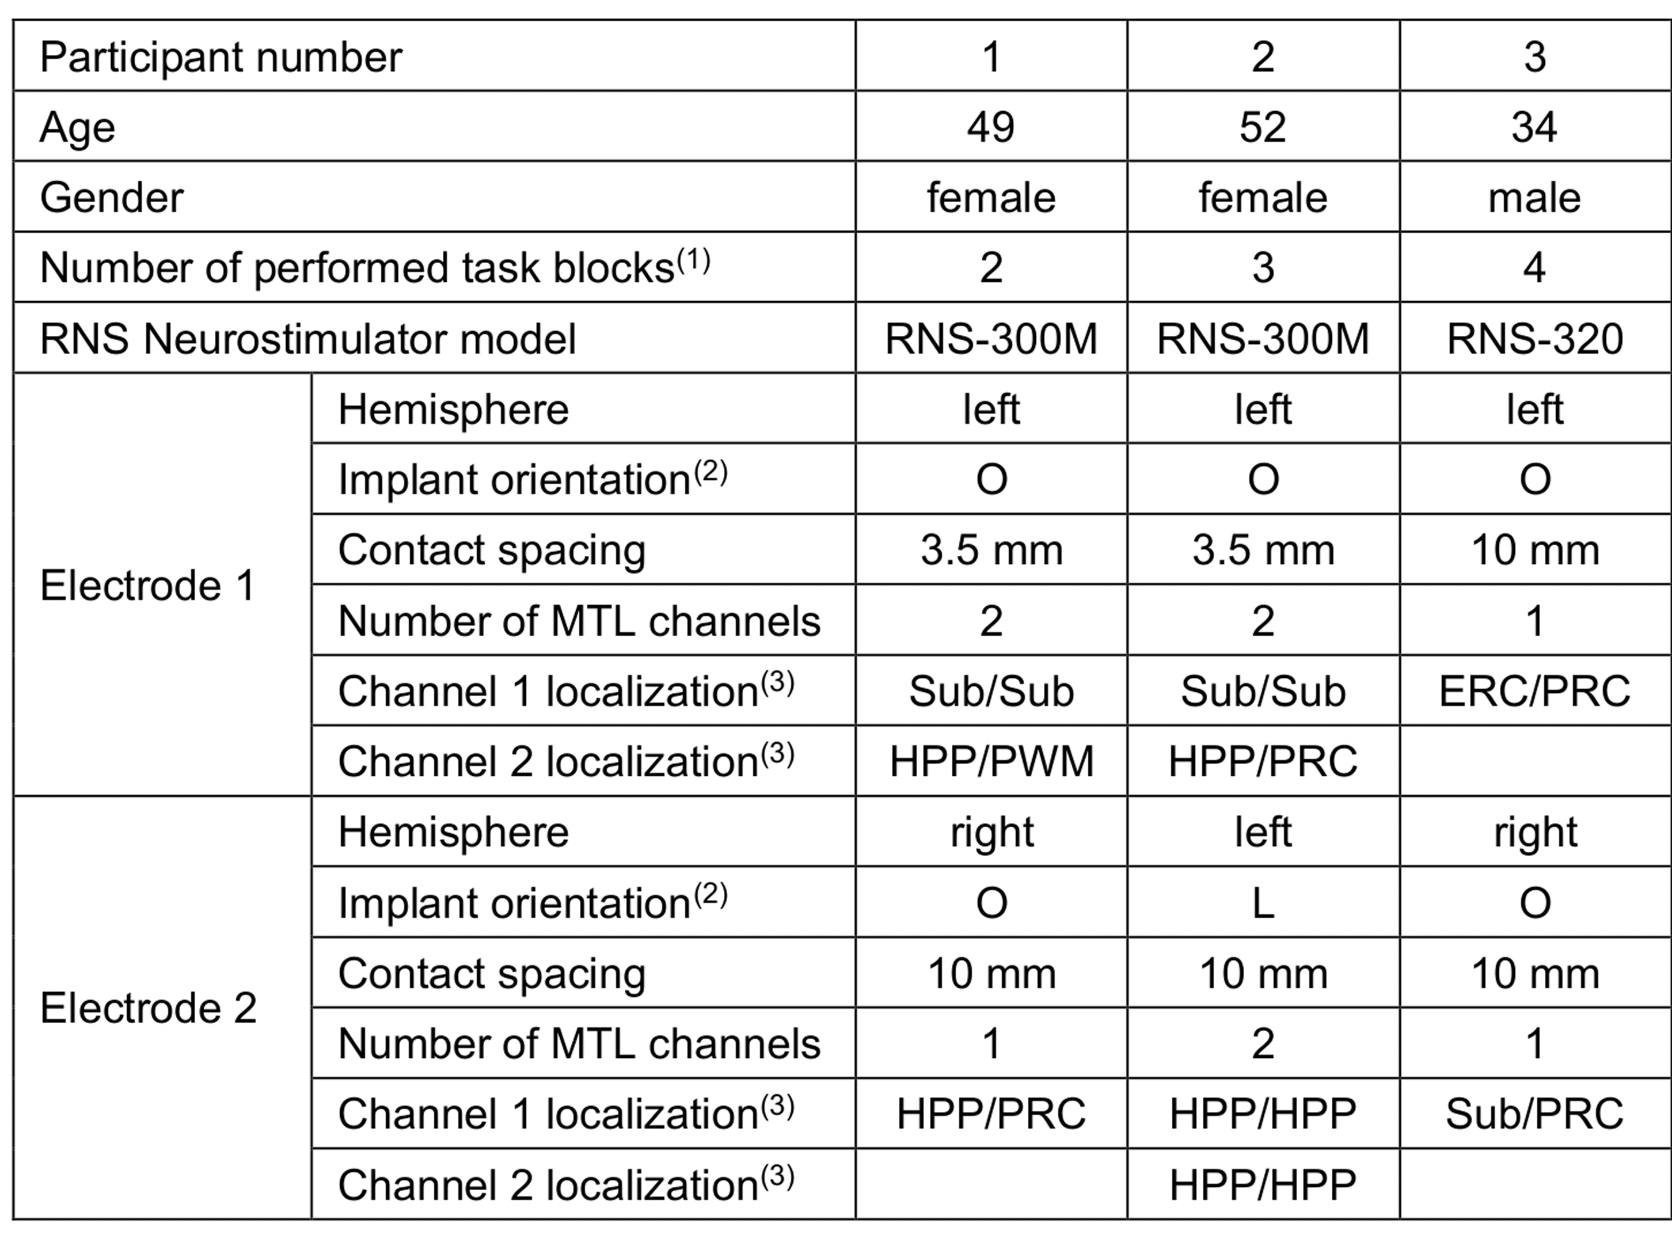 Participant number 1 2 3
Age 49 52 34
Gender female female male
Number of performed task blocks(1) 2 3 4
RNS Neurostimulator model RNS-300M RNS-300M RNS-320
Electrode 1
Hemisphere left left left
Implant orientation(2) O O O
Contact spacing 3.5 mm 3.5 mm 10 mm
Number of MTL channels 2 2 1
Channel 1 localization(3) Sub/Sub Sub/Sub ERC/PRC
Channel 2 localization(3) HPP/PWM HPP/PRC
Electrode 2
Hemisphere right left right
Implant orientation(2) O L O
Contact spacing 10 mm 10 mm 10 mm
Number of MTL channels 1 2 1
Channel 1 localization(3) HPP/PRC HPP/HPP Sub/PRC
Channel 2 localization(3) HPP/HPP